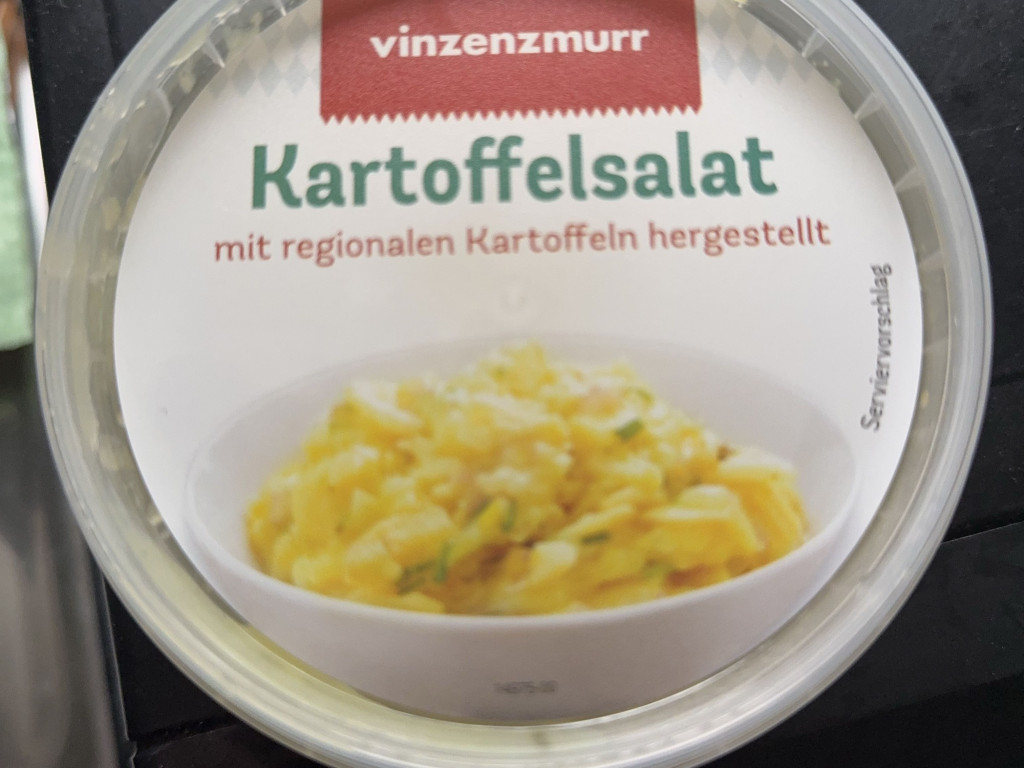 vinzenzmurr
Kartoffelsalat
mit regionalen Kartoffeln hergestellt
Serviervorschlag